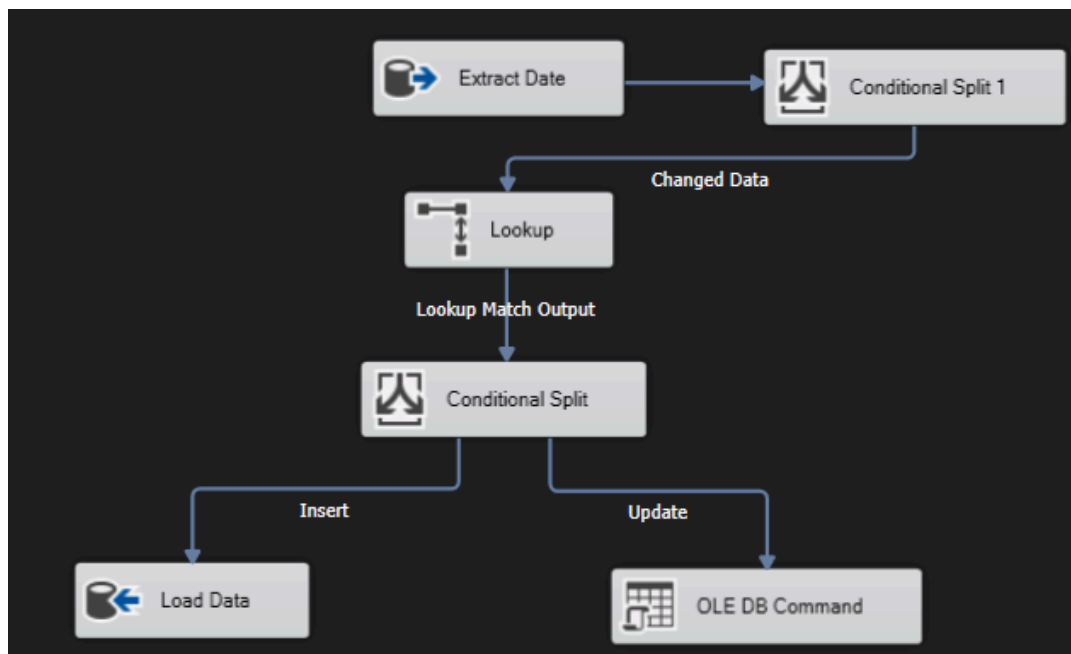 Extract Date
Conditional Split 1
Changed Data
Lookup
Lookup Match Output
Conditional Split
Insert
Update
Load Data
OLE DB Command